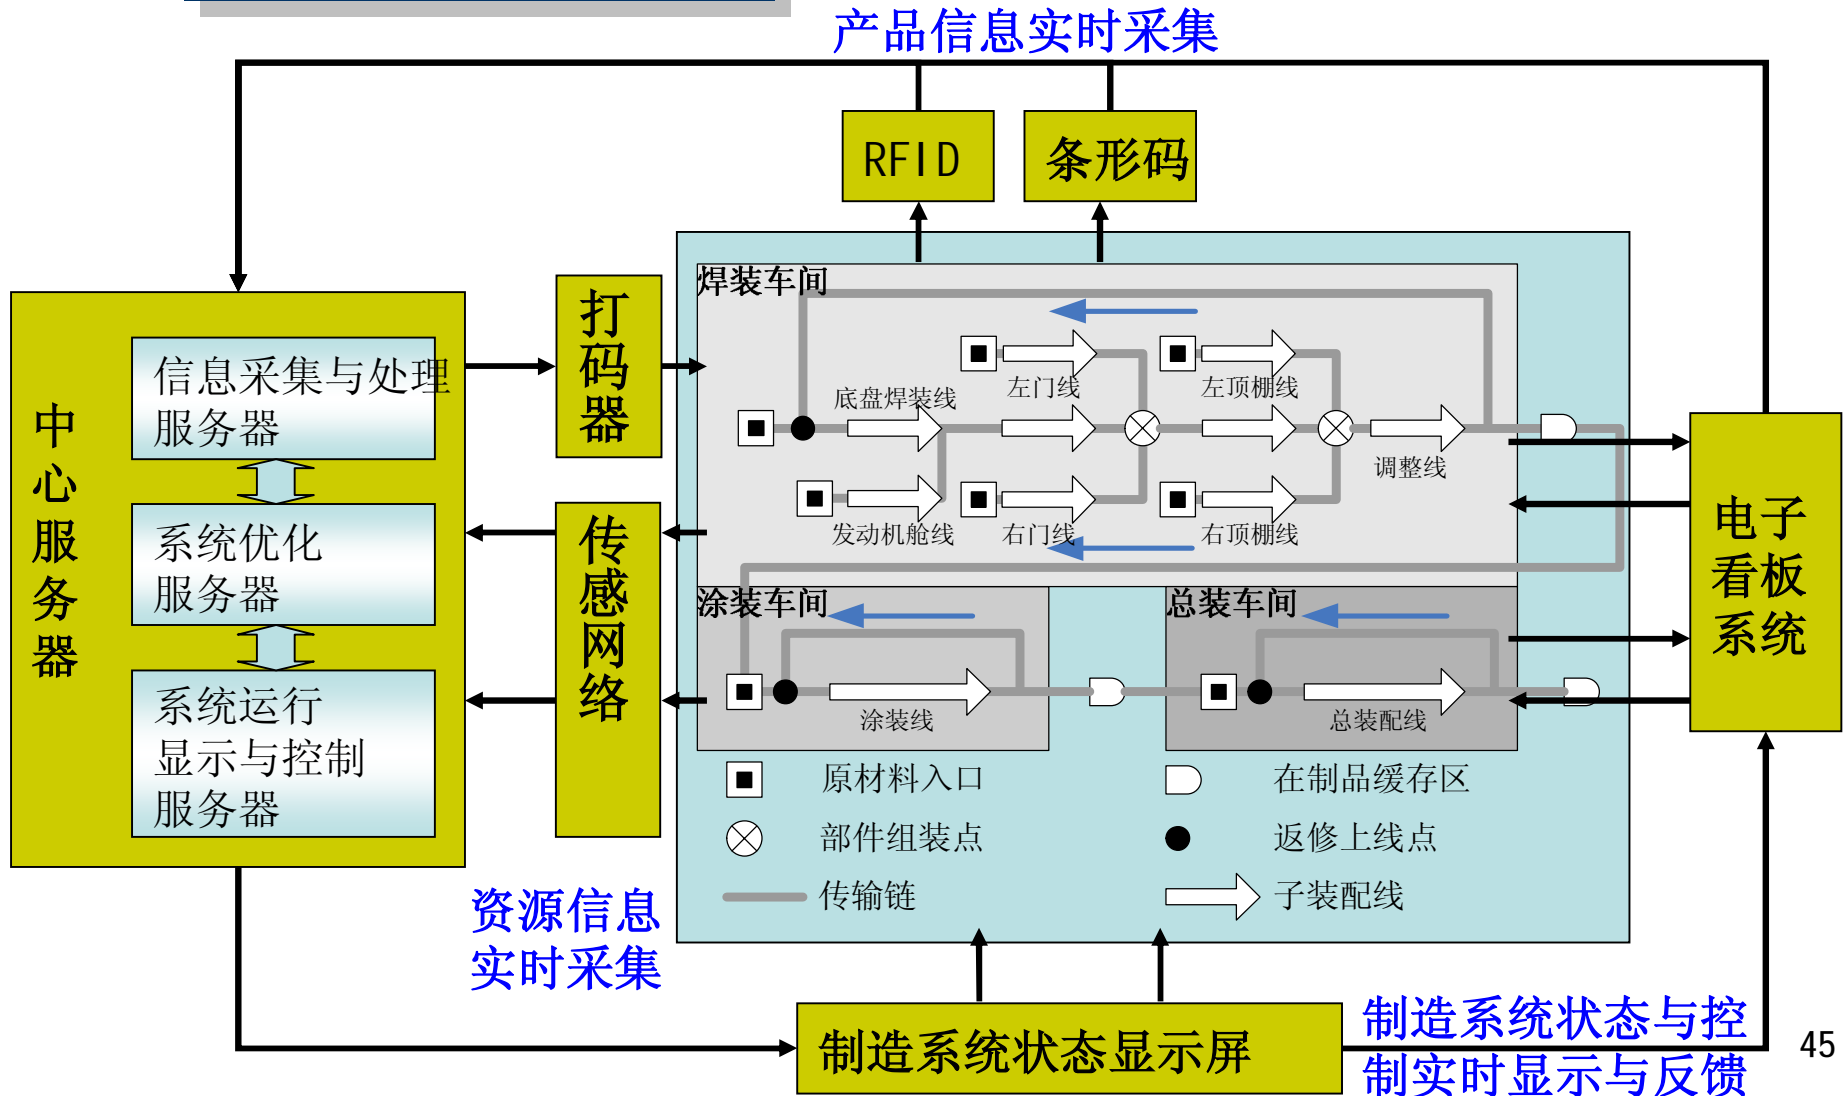 产品信息实时采集
RFID
条形码
中心服务器
信息采集与处理
服务器
系统优化
服务器
系统运行
显示与控制
服务器
打码器
传感网络
焊装车间
底盘焊装线
左门线
左顶棚线
调整线
发动机舱线
右门线
右顶棚线
涂装车间
涂装线
总装车间
总装配线
原材料入口
在制品缓存区
部件组装点
返修上线点
传输链
子装配线
电子
看板
系统
资源信息
实时采集
制造系统状态显示屏
制造系统状态与控
制实时显示与反馈
45